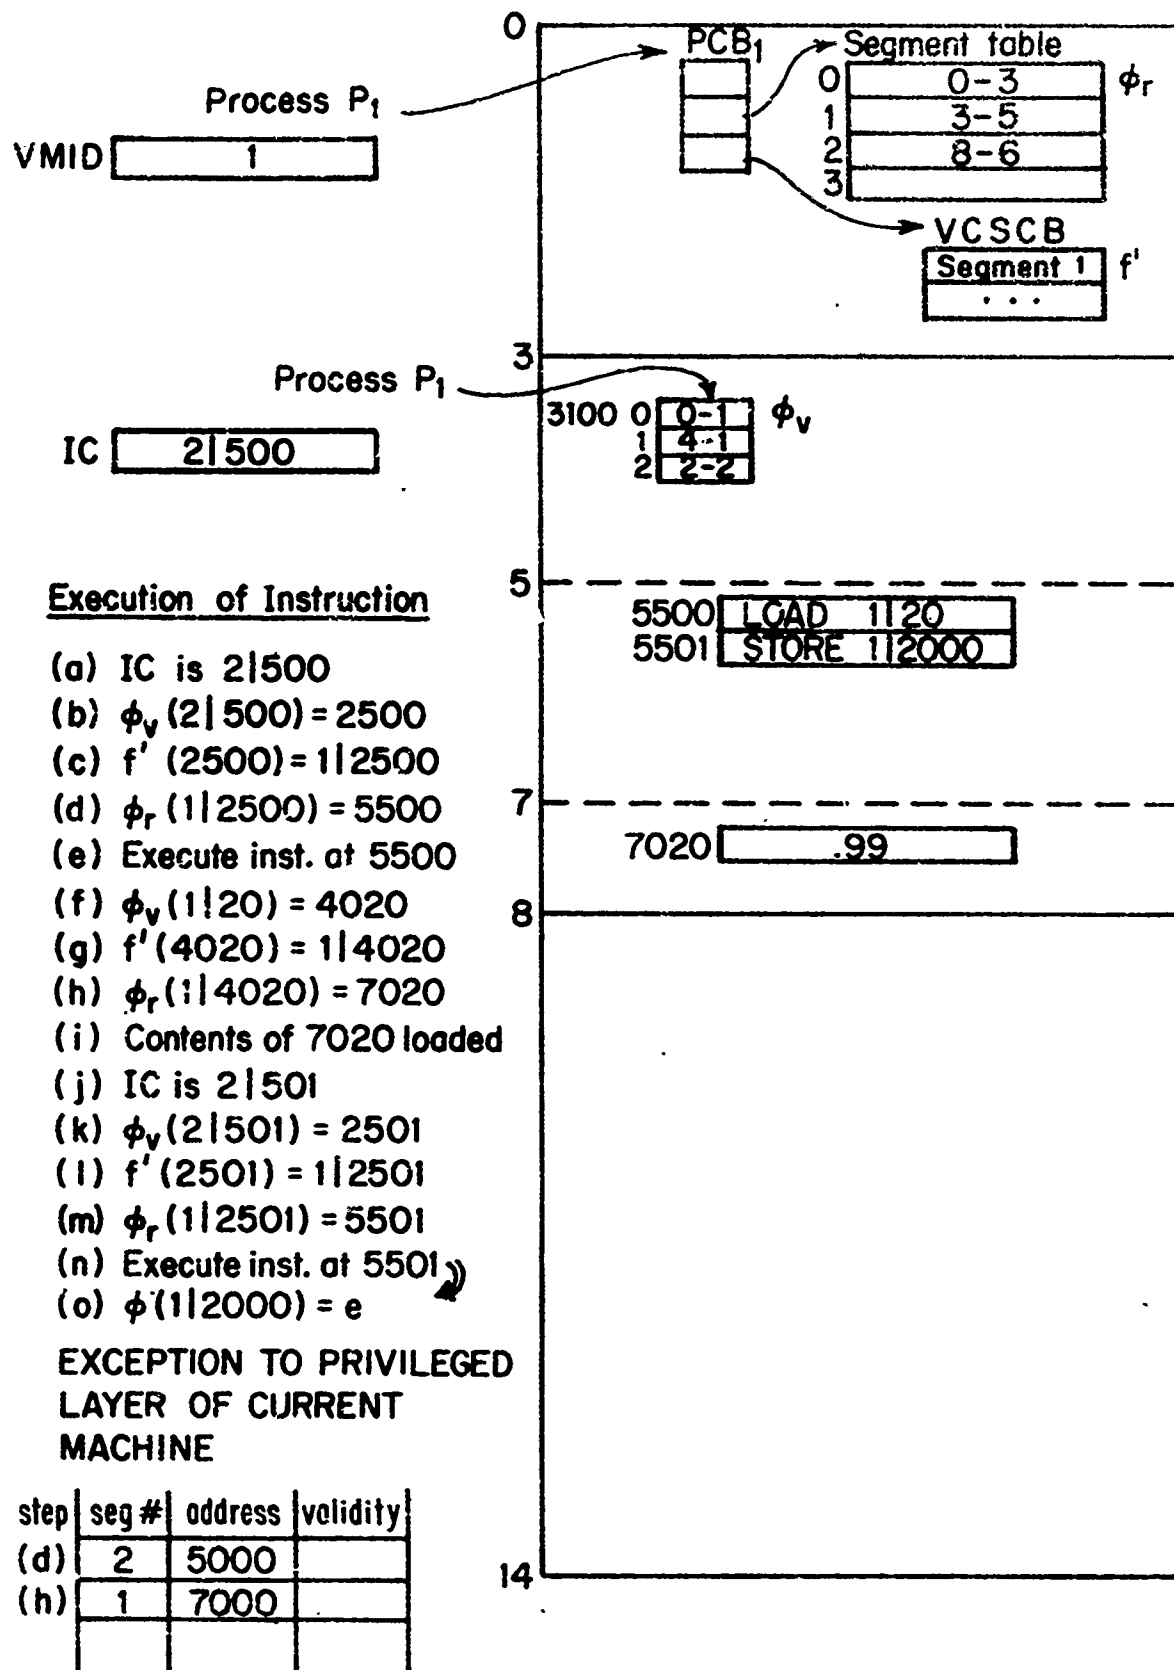 0
PCB1
Segment table
Process P1
0 0-3 ϕr
1 3-5
VMID 1
2 8-6
3
VCSCB
Segment 1 f'
...
3
Process P1
3100 0 0-1 ϕv
1 4-1
IC 2|500
2 2-2
5
Execution of Instruction
5500 LOAD 1|20
5501 STORE 1|2000
(a) IC is 2|500
(b) ϕv(2|500)=2500
(c) f'(2500)=1|2500
(d) ϕr(1|2500)=5500
7
(e) Execute inst. at 5500
7020 .99
(f) ϕv(1|20)=4020
8
(g) f'(4020)=1|4020
(h) ϕr(1|4020)=7020
(i) Contents of 7020 loaded
(j) IC is 2|501
(k) ϕv(2|501)=2501
(l) f'(2501)=1|2501
(m) ϕr(1|2501)=5501
(n) Execute inst. at 5501
(o) ϕ(1|2000)=e
EXCEPTION TO PRIVILEGED
LAYER OF CURRENT
MACHINE
step seg # address validity
(d) 2 5000
14
(h) 1 7000